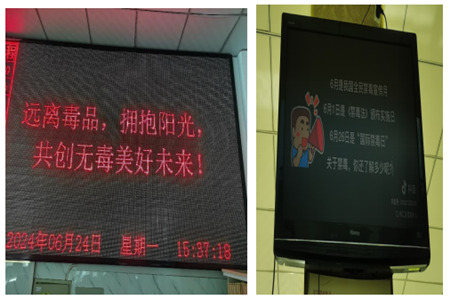 远离毒品，拥抱阳光，
共创无毒美好未来！
2024年06月24日 星期一 15:37:18
6月是我国全民禁毒宣传月
6月1日是《禁毒法》颁布实施日
6月26日是“国际禁毒日”
关于禁毒，你还了解多少呢？
抖音